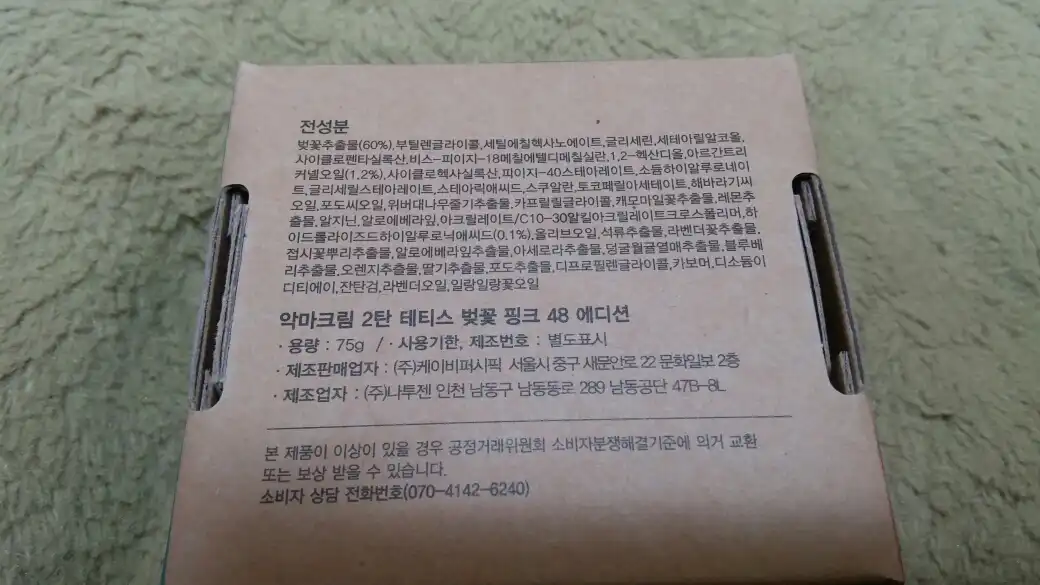 전성분
벚꽃추출물(60%),부틸렌글라이콜,세틸에칠헥사노에이트,글리세린,세테아릴알코올,
사이클로펜타실록산,비스-피이지-18메칠에텔디메칠실란,1,2-헥산디올,아르간트리
커넬오일(1,2%),사이클로헥사실록산,피이지-40스테아레이트,소듐하이알루로네이
트,글리세릴스테아레이트,스테아릭애씨드,스쿠알란,토코페릴아세테이트,해바라기씨
오일,포도씨오일,위버대나무줄기추출물,카프릴릴글라이콜,캐모마일꽃추출물,레몬추
출물,알지닌,알로에베라잎,아크릴레이트/C10-30알킬아크릴레이트크로스폴리머,하
이드롤라이즈드하이알루로닉애씨드(0.1%),올리브오일,석류추출물,라벤더꽃추출물,
접시꽃뿌리추출물,알로에베라잎추출물,아세로라추출물,덩굴월귤열매추출물,블루베
리추출물,오렌지추출물,딸기추출물,포도추출물,디프로필렌글라이콜,카보머,디소듐이
디티에이,잔탄검,라벤더오일,일랑일랑꽃오일
악마크림 2탄 테티스 벚꽃 핑크 48 에디션
· 용량 : 75g / · 사용기한, 제조번호 : 별도표시
· 제조판매업자 : (주)케이비퍼시픽 서울시 중구 새문안로 22 문화일보 2층
· 제조업자 : (주)나투젠 인천 남동구 남동동로 289 남동공단 47B-8L
본 제품이 이상이 있을 경우 공정거래위원회 소비자분쟁해결기준에 의거 교환
또는 보상 받을 수 있습니다.
소비자 상담 전화번호(070-4142-6240)